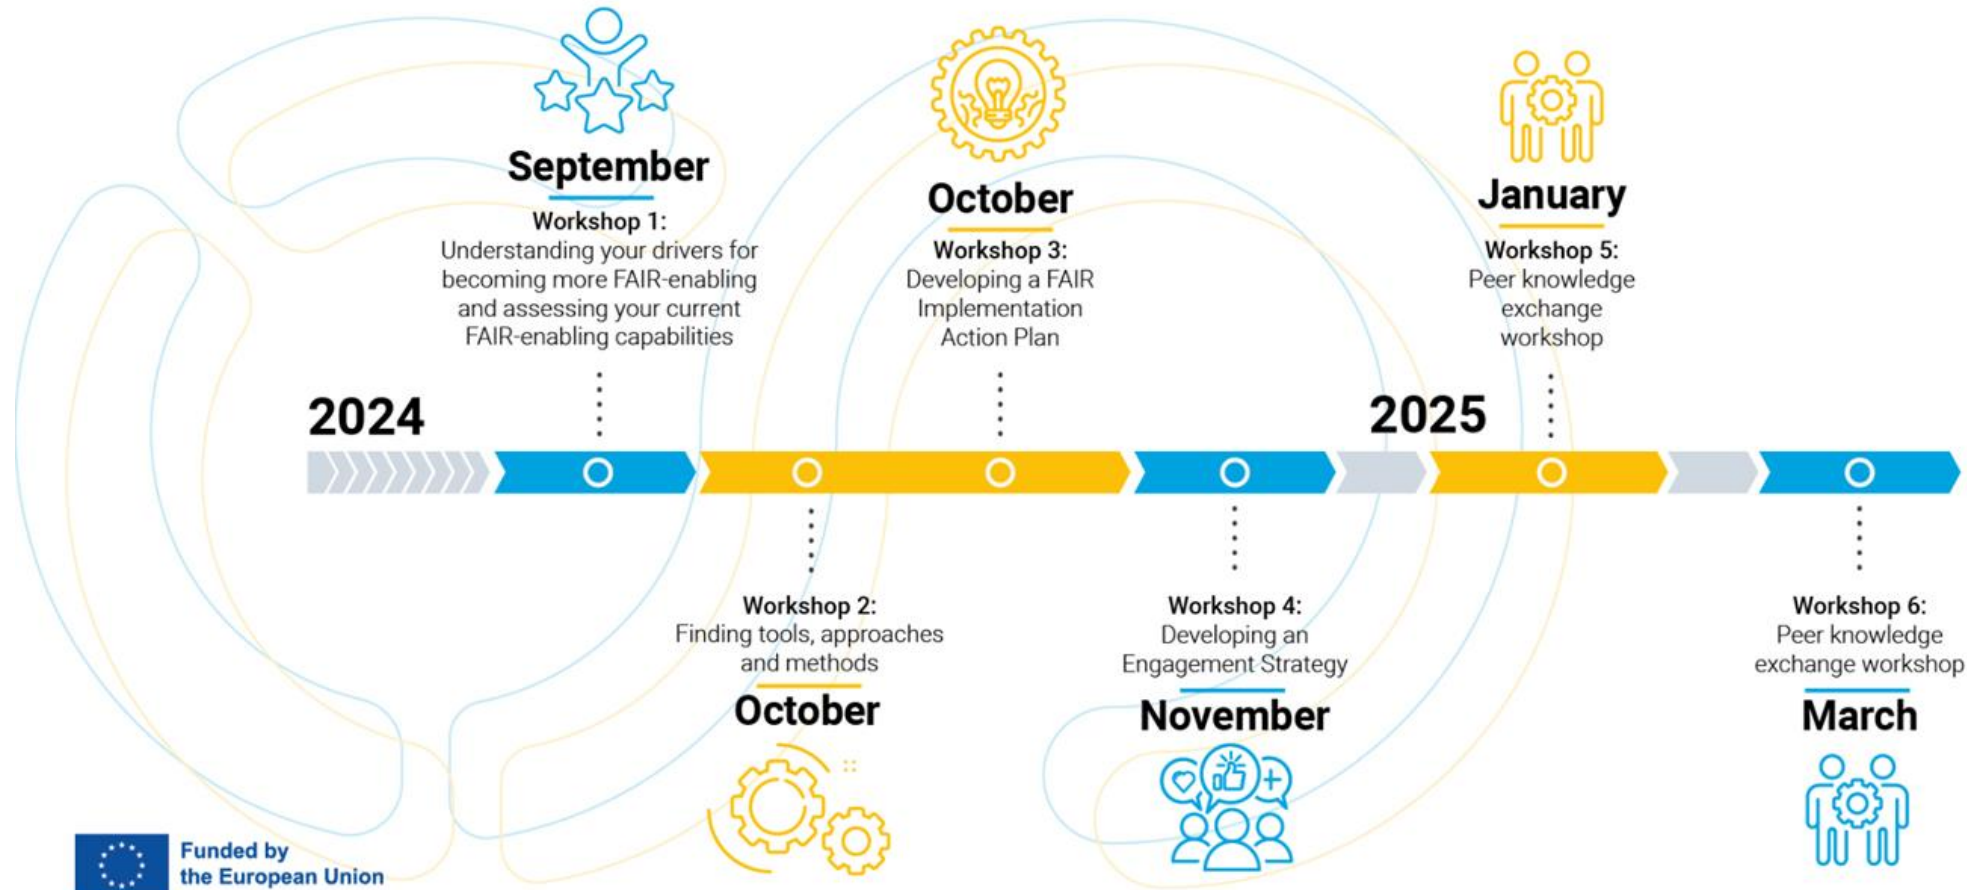 September
Workshop 1:
Understanding your drivers for
becoming more FAIR-enabling
and assessing your current
FAIR-enabling capabilities
October
Workshop 3:
Developing a FAIR
Implementation
Action Plan
January
Workshop 5:
Peer knowledge
exchange
workshop
2024
2025
Workshop 2:
Finding tools, approaches
and methods
October
Workshop 4:
Developing an
Engagement Strategy
November
Workshop 6:
Peer knowledge
exchange workshop
March
Funded by
the European Union